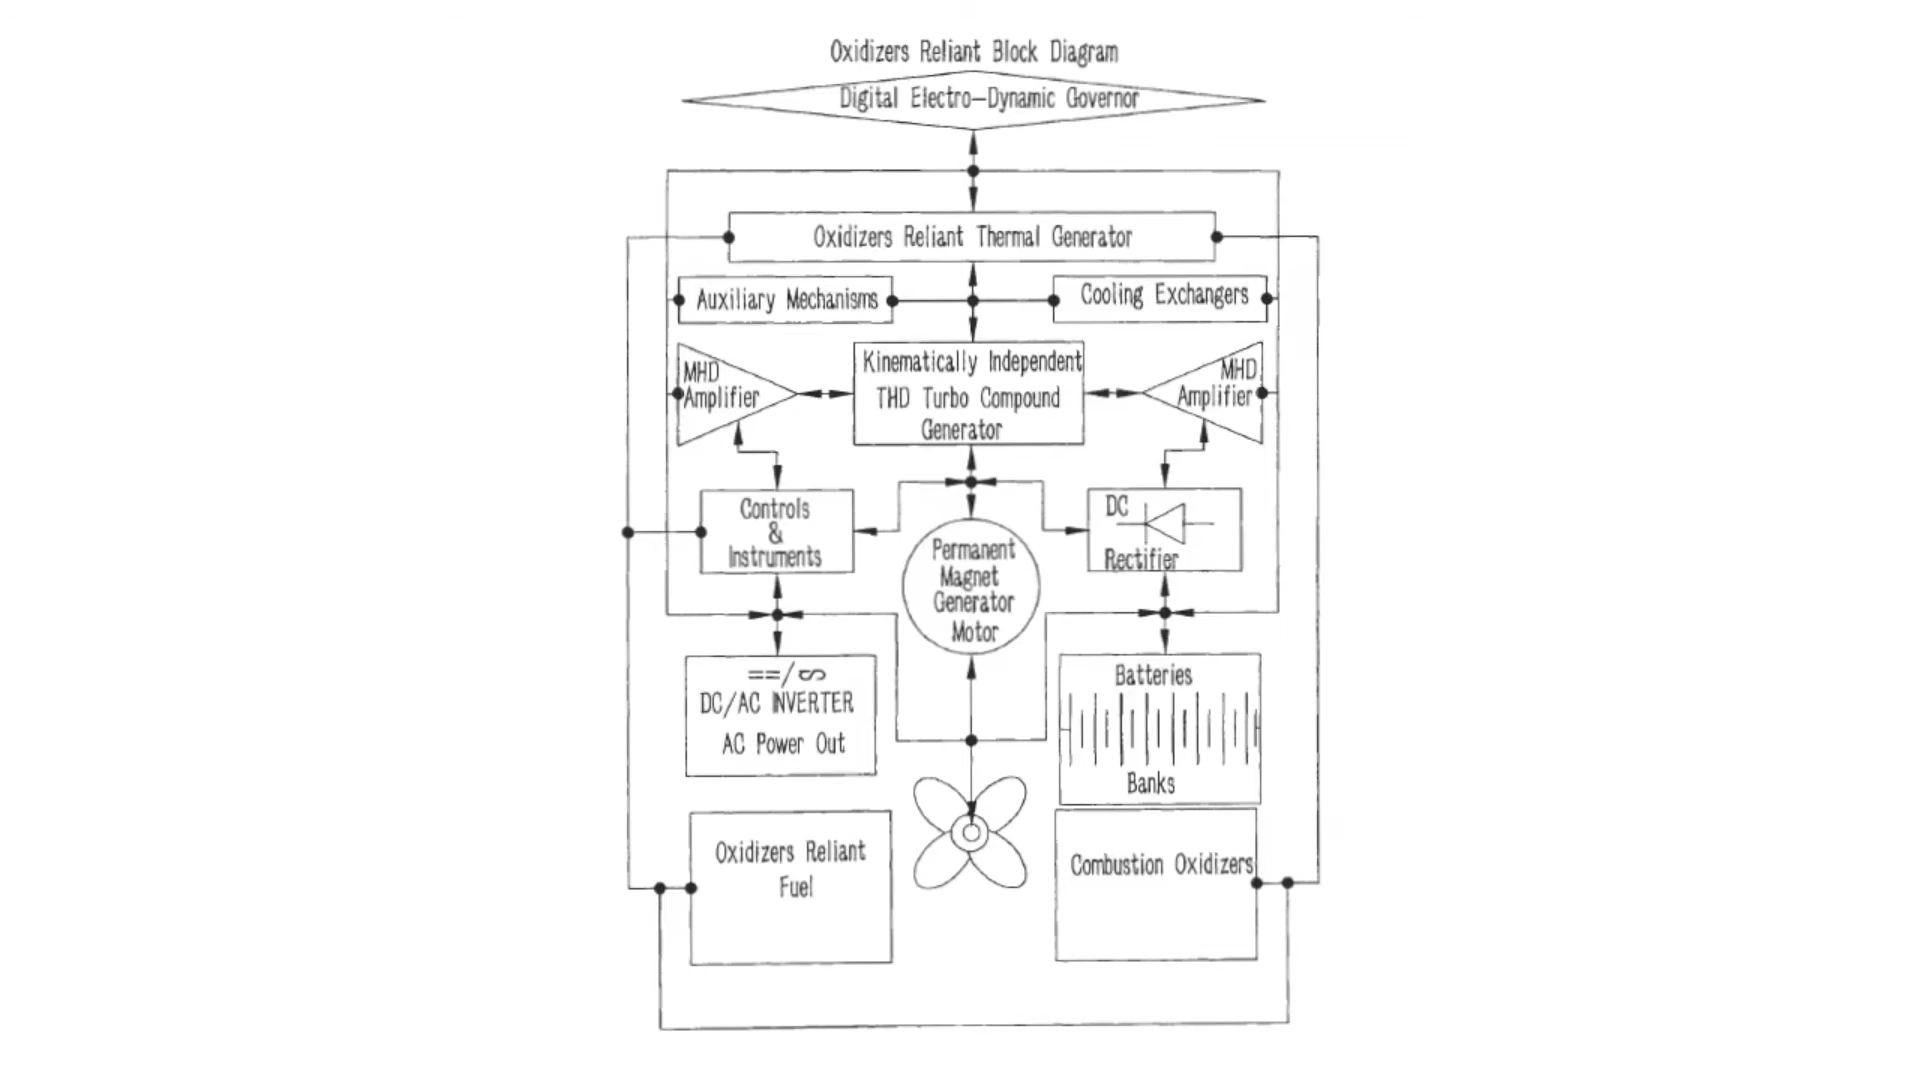 Oxidizers Reliant Block Diagram
Digital Electro-Dynamic Governor
Oxidizers Reliant Thermal Generator
Auxiliary Mechanisms
Cooling Exchangers
MHD
Amplifier
Kinematically Independent
THD Turbo Compound
Generator
MHD
Amplifier
Controls
&
Instruments
DC
Rectifier
Permanent
Magnet
Generator
Motor
==/∽
DC/AC INVERTER
AC Power Out
Batteries
Banks
Oxidizers Reliant
Fuel
Combustion Oxidizers